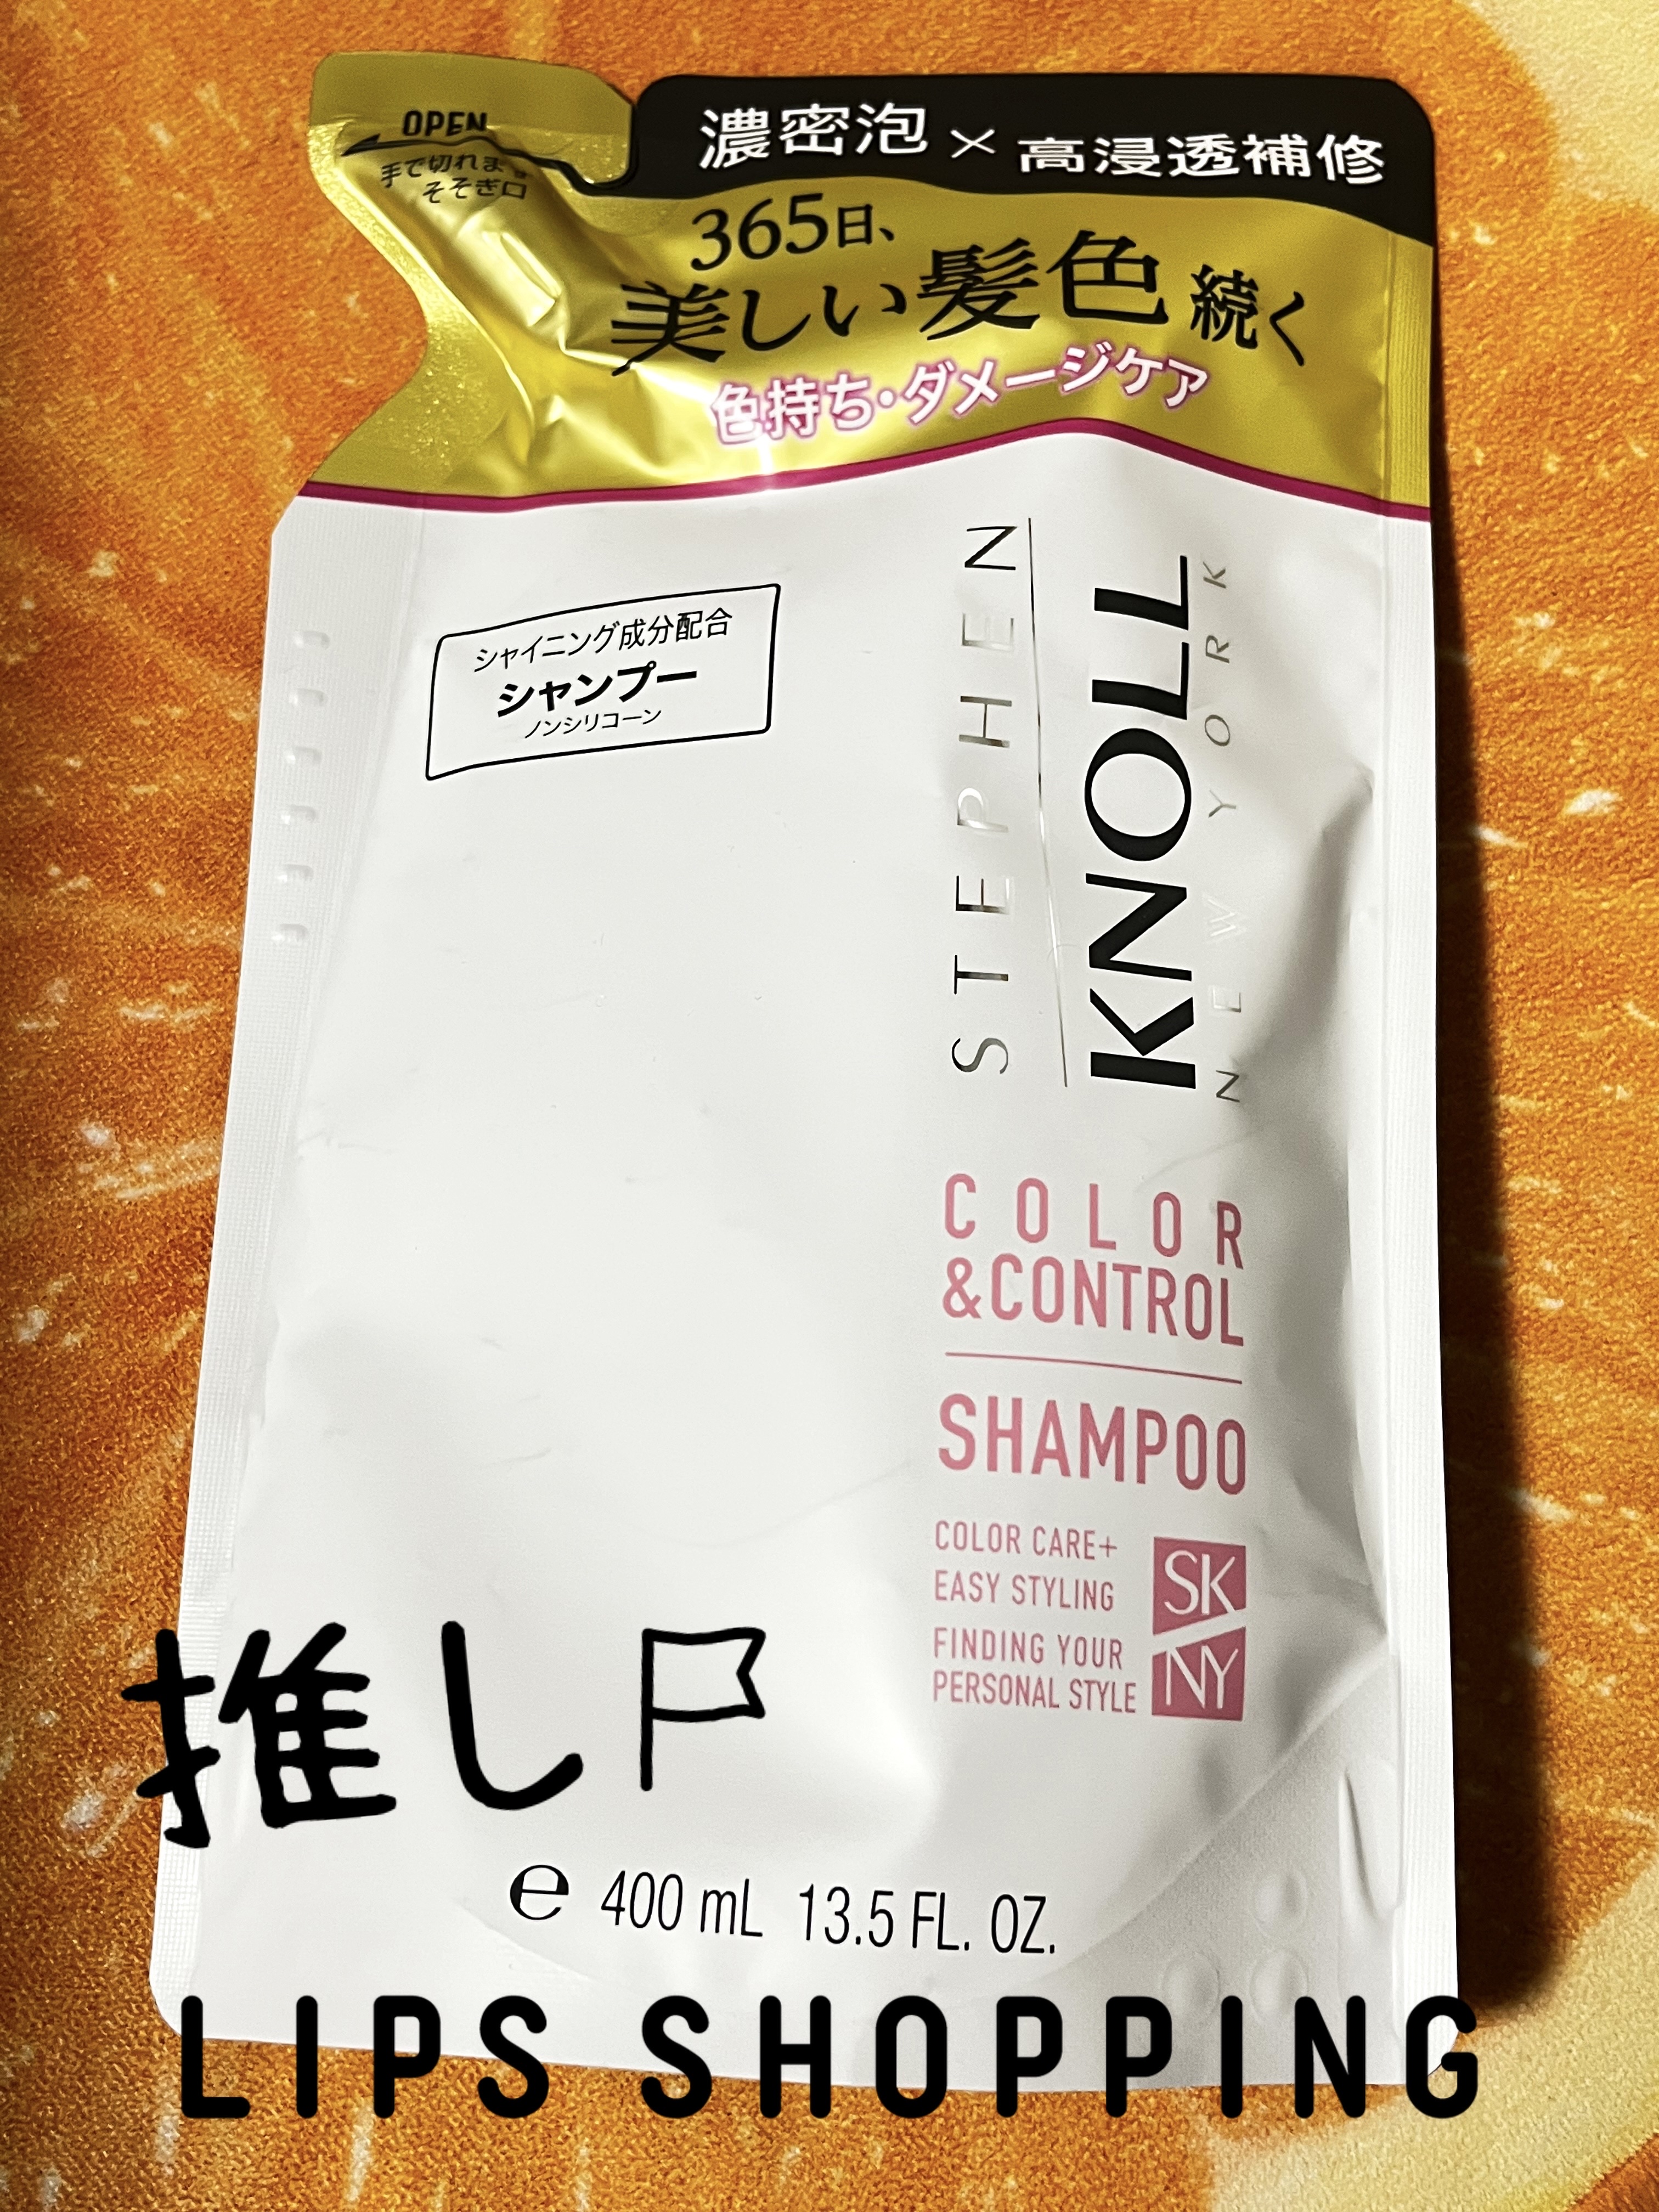 OPEN
手で切れます
そそぎ口
濃密泡×高浸透補修
365日、
美しい髪色続く
色持ち・ダメージケア
シャイニング成分配合
シャンプー
ノンシリコーン
STEPHEN
KNOLL
NEW YORK
COLOR
&CONTROL
SHAMPOO
COLOR CARE+
EASY STYLING
FINDING YOUR
PERSONAL STYLE
SK
NY
推し
e 400 mL 13.5 FL. OZ.
LIPS SHOPPING